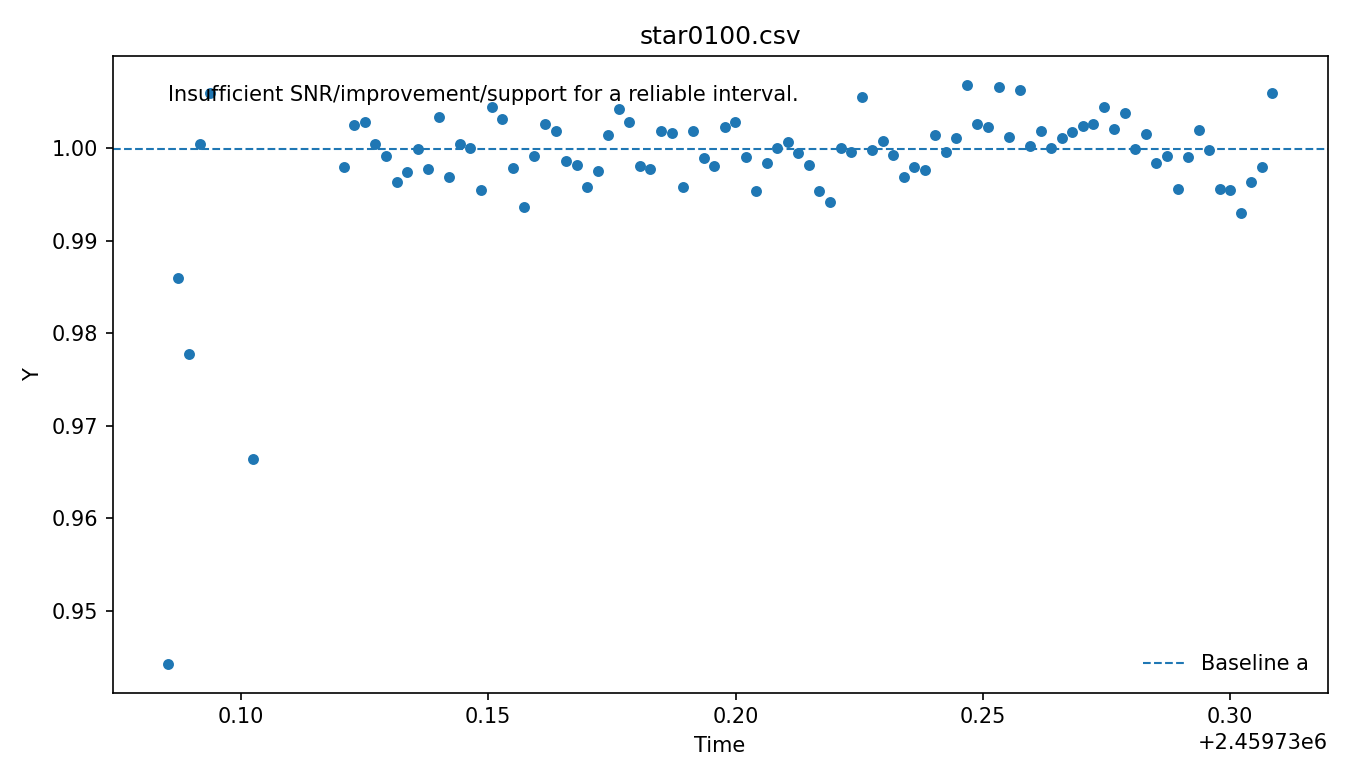 star0100.csv
Insufficient SNR/improvement/support for a reliable interval.
1.00
0.99
0.98
0.97
0.96
0.95
Y
Baseline a
0.10 0.15 0.20 0.25 0.30
Time
+2.45973e6